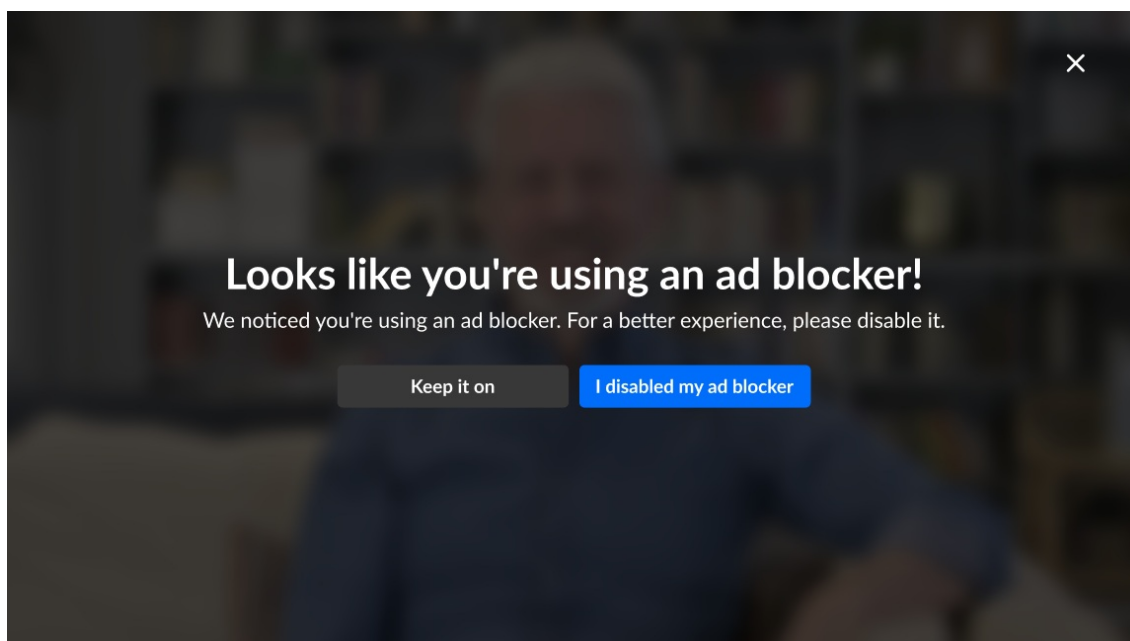 Looks like you're using an ad blocker!
We noticed you're using an ad blocker. For a better experience, please disable it.
Keep it on
I disabled my ad blocker